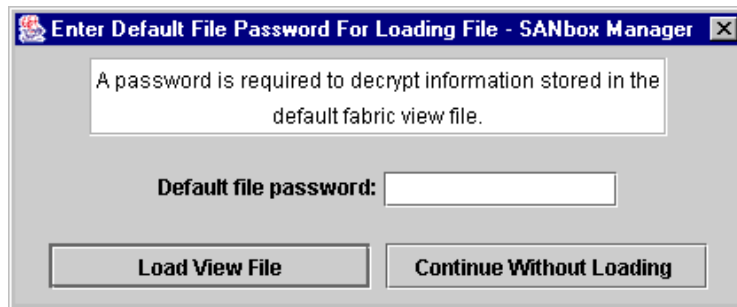 Enter Default File Password For Loading File - SANbox Manager
A password is required to decrypt information stored in the
default fabric view file.
Default file password:
Load View File
Continue Without Loading